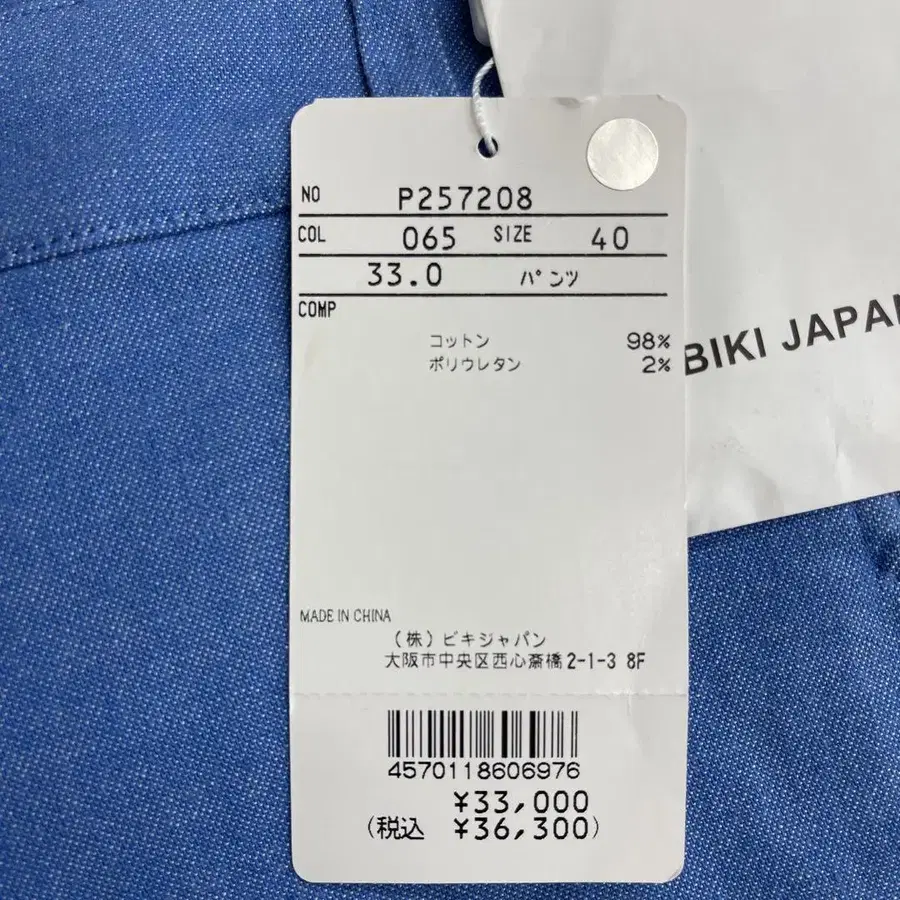 NO P257208
COL 065 SIZE 40
33.0 パンツ
COMP
コットン 98%
ポリウレタン 2%
BIKI JAPAN
MADE IN CHINA
(株)ビキジャパン
大阪市中央区西心斎橋2-1-3 8F
4570118606976
¥33,000
(税込 ¥36,300)